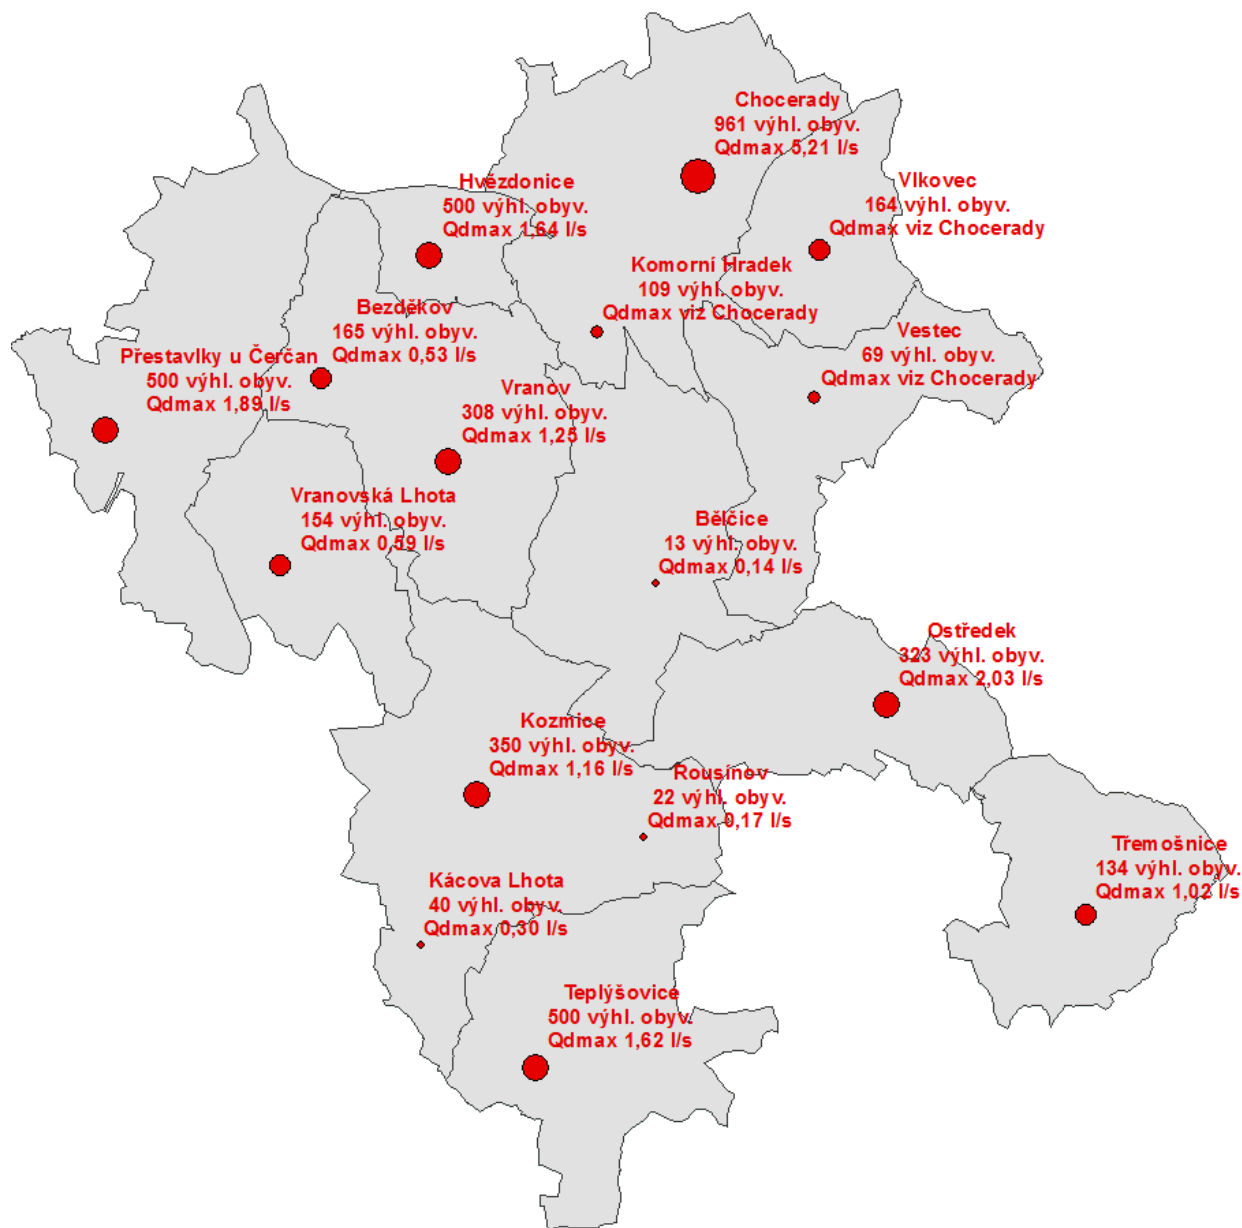 Chocerady
961 výhl. obyv.
Qdmax 5,21 l/s
Hvězdonice
500 výhl. obyv.
Qdmax 1,64 l/s
Vlkovec
164 výhl. obyv.
Qdmax viz Chocerady
Komorní Hradek
109 výhl. obyv.
Qdmax viz Chocerady
Bezděkov
165 výhl. obyv.
Qdmax 0,53 l/s
Vestec
69 výhl. obyv.
Qdmax viz Chocerady
Přestavlky u Čerčan
500 výhl. obyv.
Qdmax 1,89 l/s
Vranov
308 výhl. obyv.
Qdmax 1,25 l/s
Vranovská Lhota
154 výhl. obyv.
Qdmax 0,59 l/s
Bělčice
13 výhl. obyv.
Qdmax 0,14 l/s
Ostředek
323 výhl. obyv.
Qdmax 2,03 l/s
Kozmice
350 výhl. obyv.
Qdmax 1,16 l/s
Rousínov
22 výhl. obyv.
Qdmax 0,17 l/s
Třemošnice
134 výhl. obyv.
Qdmax 1,02 l/s
Kácova Lhota
40 výhl. obyv.
Qdmax 0,30 l/s
Teplýšovice
500 výhl. obyv.
Qdmax 1,62 l/s